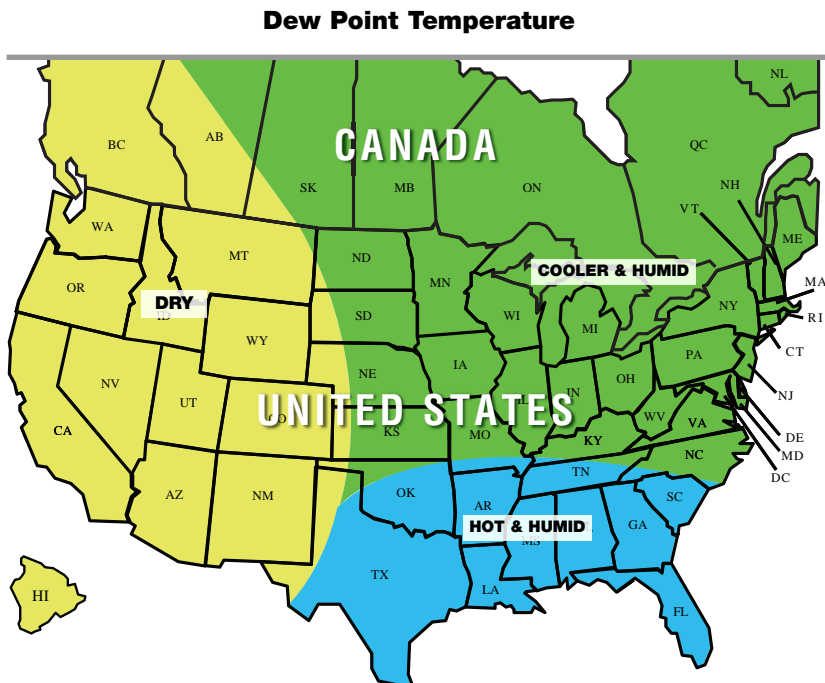 Dew Point Temperature
NL
BC
AB
CANADA
QC
SK
MB
ON
NH
VT
WA
ME
MT
ND
MN
COOLER & HUMID
OR
DRY
ID
MA
SD
WI
MI
NY
RI
WY
CT
PA
NV
NE
IA
OH
IN
IL
NJ
UT
CO
UNITED STATES
WV
VA
CA
KS
MO
KY
DE
NC
MD
TN
DC
AZ
NM
OK
AR
SC
HOT & HUMID
GA
MS
TX
LA
HI
FL